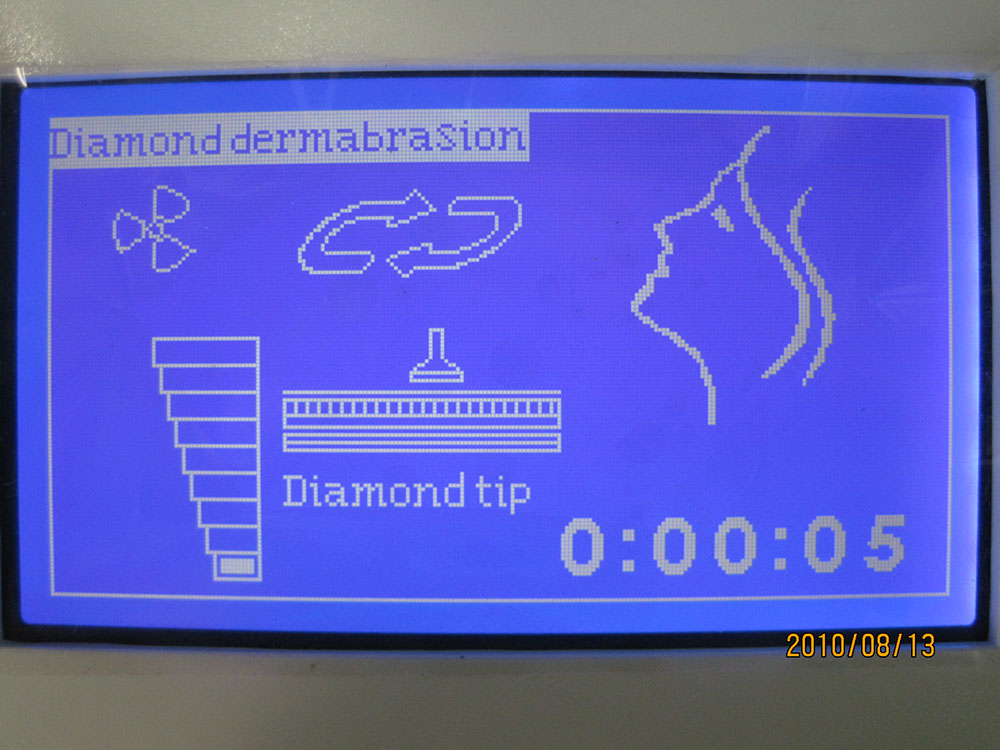 Diamond dermabrasion
Diamond tip
0:00:05
2010/08/13